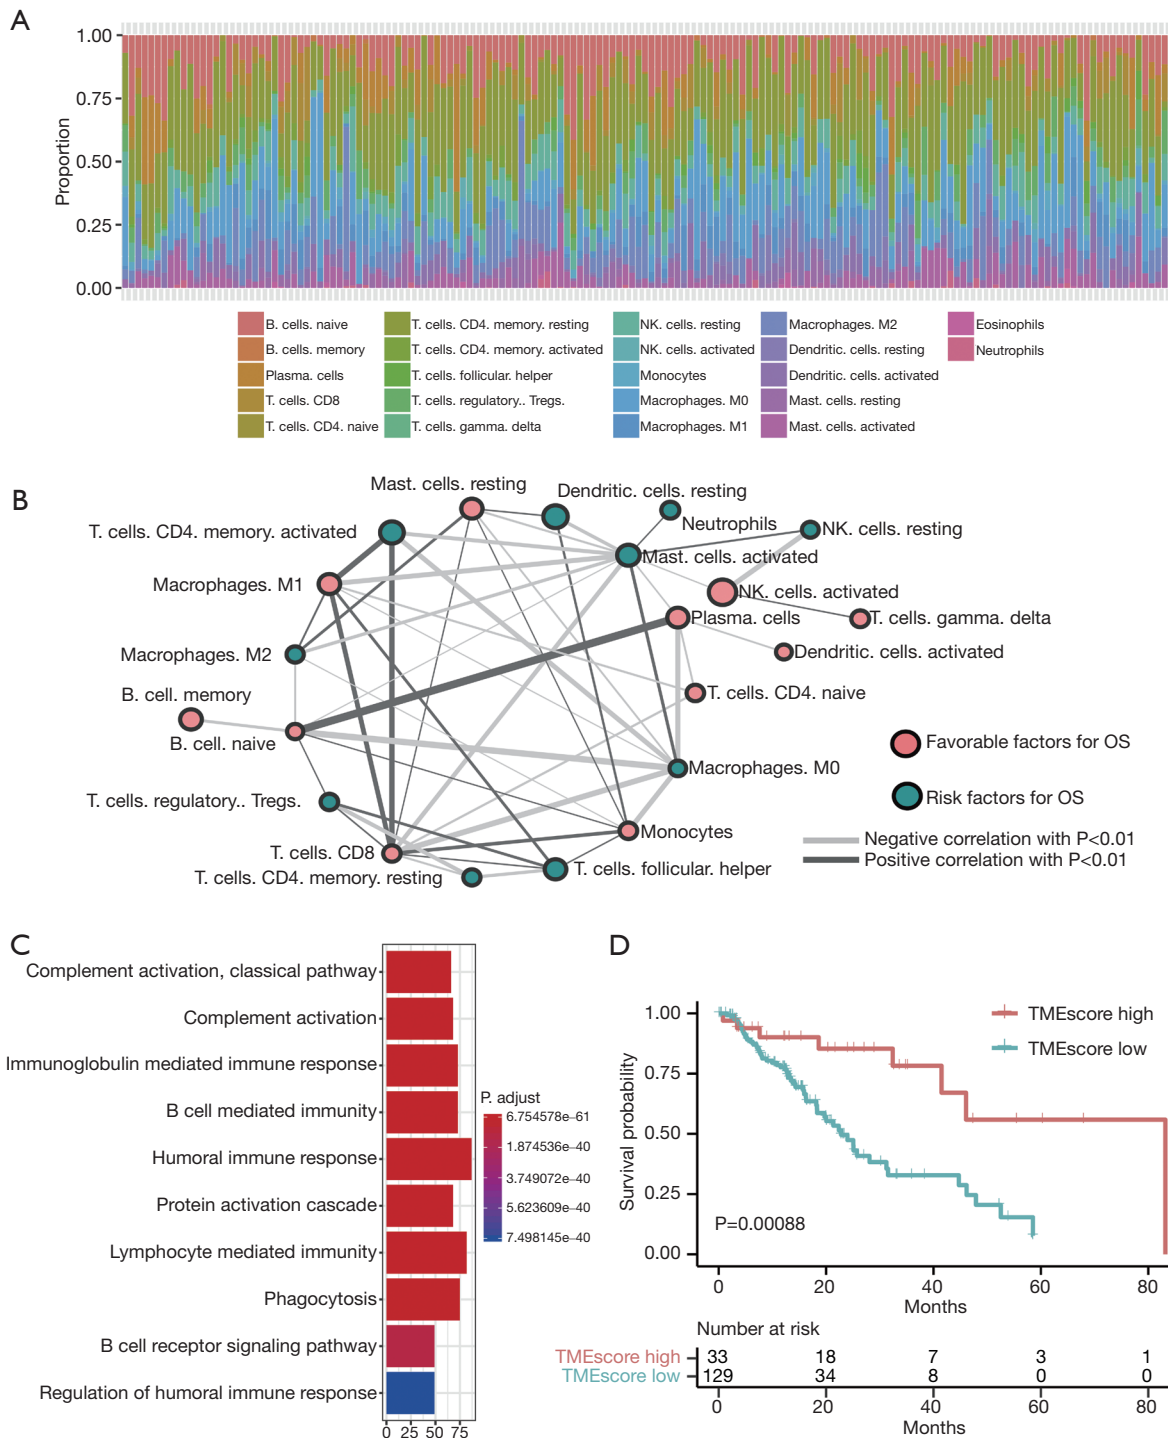 A
1.00
0.75
0.50
0.25
0.00
Proportion
B. cells. naive
B. cells. memory
Plasma. cells
T. cells. CD8
T. cells. CD4. naive
T. cells. CD4. memory. resting
T. cells. CD4. memory. activated
T. cells. follicular. helper
T. cells. regulatory.. Tregs.
T. cells. gamma. delta
NK. cells. resting
NK. cells. activated
Monocytes
Macrophages. M0
Macrophages. M1
Macrophages. M2
Dendritic. cells. resting
Dendritic. cells. activated
Mast. cells. resting
Mast. cells. activated
Eosinophils
Neutrophils
B
Mast. cells. resting
Dendritic. cells. resting
T. cells. CD4. memory. activated
Neutrophils
NK. cells. resting
Mast. cells. activated
Macrophages. M1
NK. cells. activated
Plasma. cells
T. cells. gamma. delta
Macrophages. M2
Dendritic. cells. activated
B. cell. memory
T. cells. CD4. naive
B. cell. naive
Macrophages. M0
T. cells. regulatory.. Tregs.
Monocytes
T. cells. CD8
T. cells. follicular. helper
T. cells. CD4. memory. resting
Favorable factors for OS
Risk factors for OS
Negative correlation with P<0.01
Positive correlation with P<0.01
C
Complement activation, classical pathway
Complement activation
Immunoglobulin mediated immune response
B cell mediated immunity
Humoral immune response
Protein activation cascade
Lymphocyte mediated immunity
Phagocytosis
B cell receptor signaling pathway
Regulation of humoral immune response
0 25 50 75
P. adjust
6.754578e–61
1.874536e–40
3.749072e–40
5.623609e–40
7.498145e–40
D
1.00
0.75
0.50
0.25
0.00
Survival probability
TMEscore high
TMEscore low
P=0.00088
0 20 40 60 80
Months
Number at risk
TMEscore high 33 18 7 3 1
TMEscore low 129 34 8 0 0
0 20 40 60 80
Months